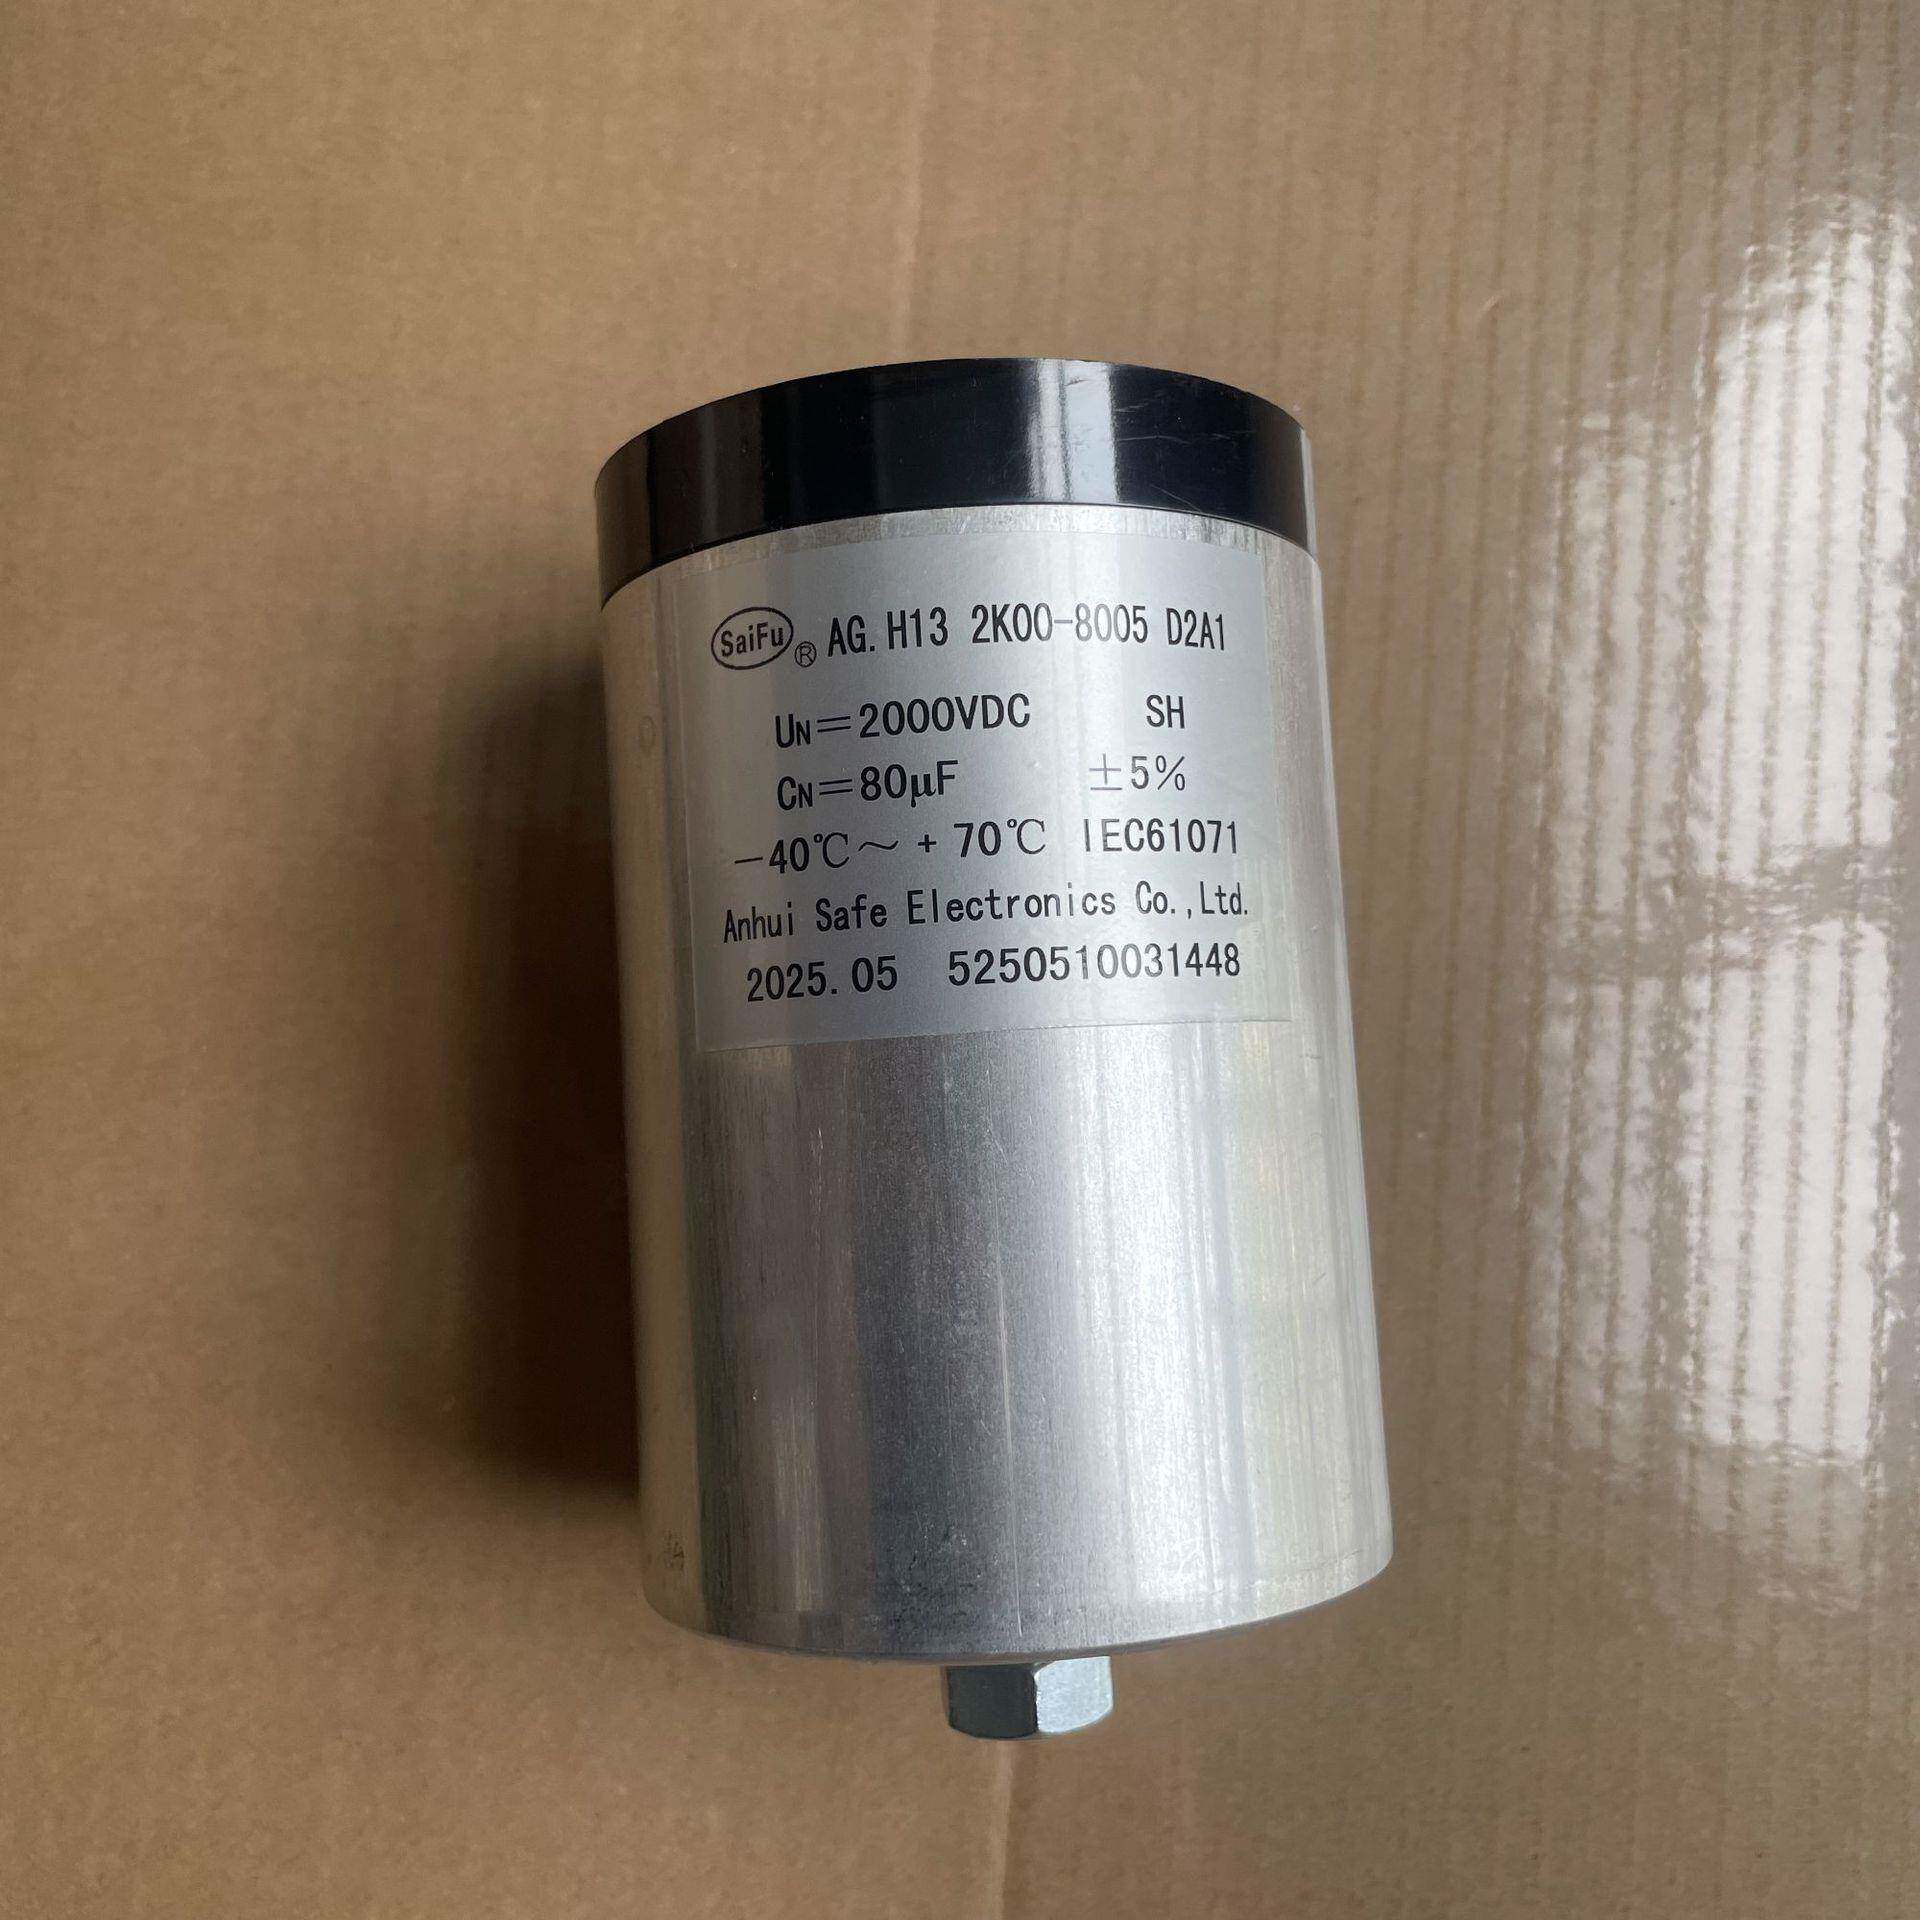 SaiFu® AG.H13 2K00-8005 D2A1
UN=2000VDC SH
CN=80μF ±5%
-40℃~+70℃ IEC61071
Anhui Safe Electronics Co.,Ltd.
2025.05 5250510031448